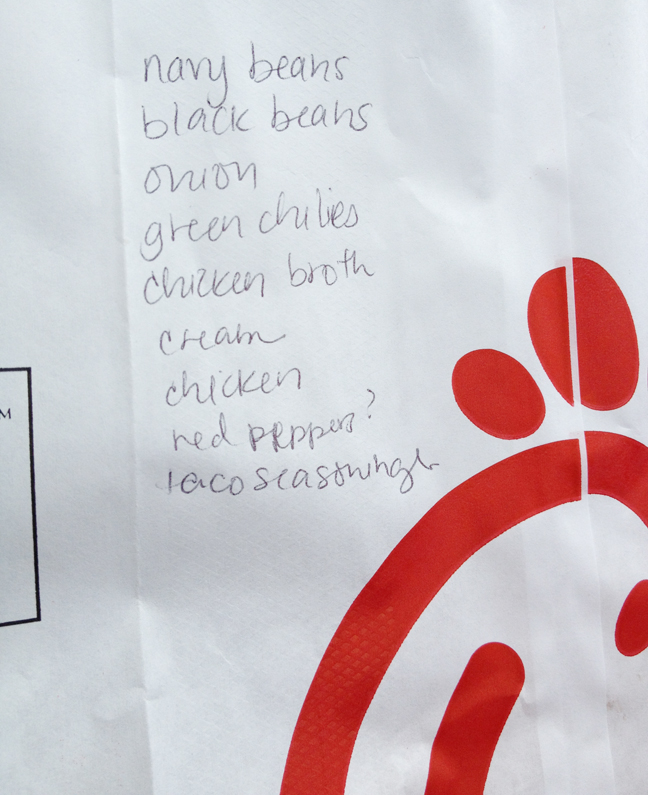 navy beans
black beans
onion
green chilies
chicken broth
cream
chicken
red peppers?
taco seasoning
M